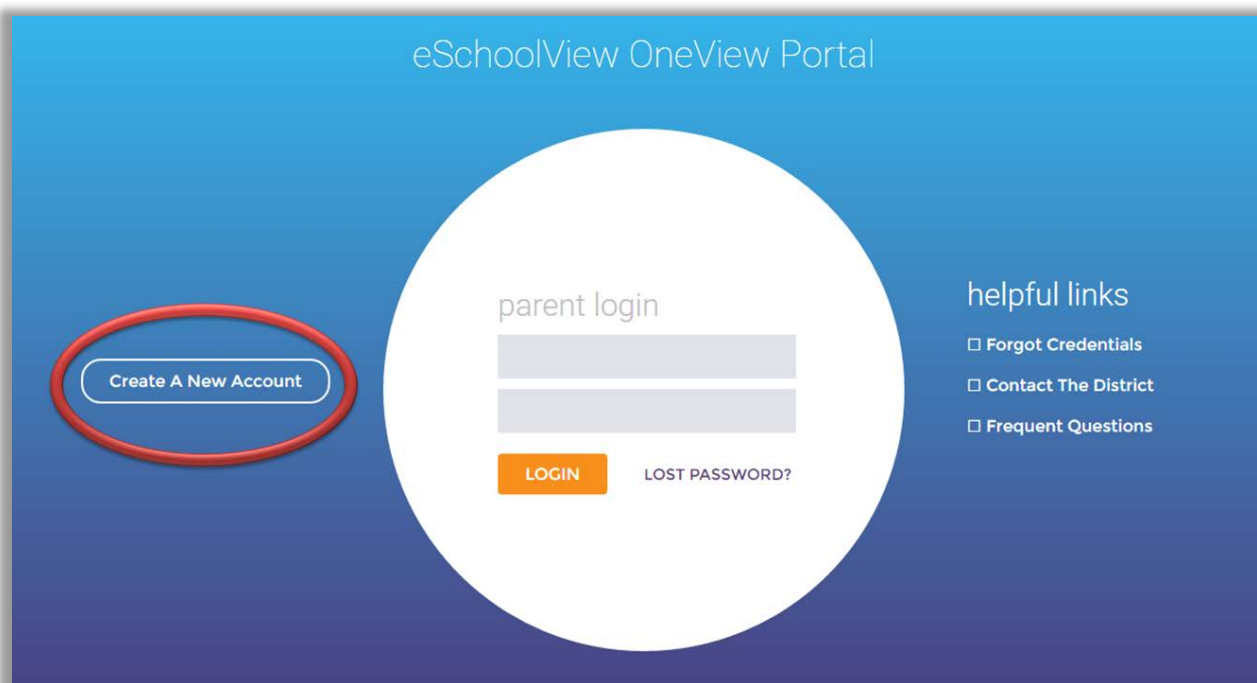 eSchoolView OneView Portal
Create A New Account
parent login
LOGIN LOST PASSWORD?
helpful links
Forgot Credentials
Contact The District
Frequent Questions